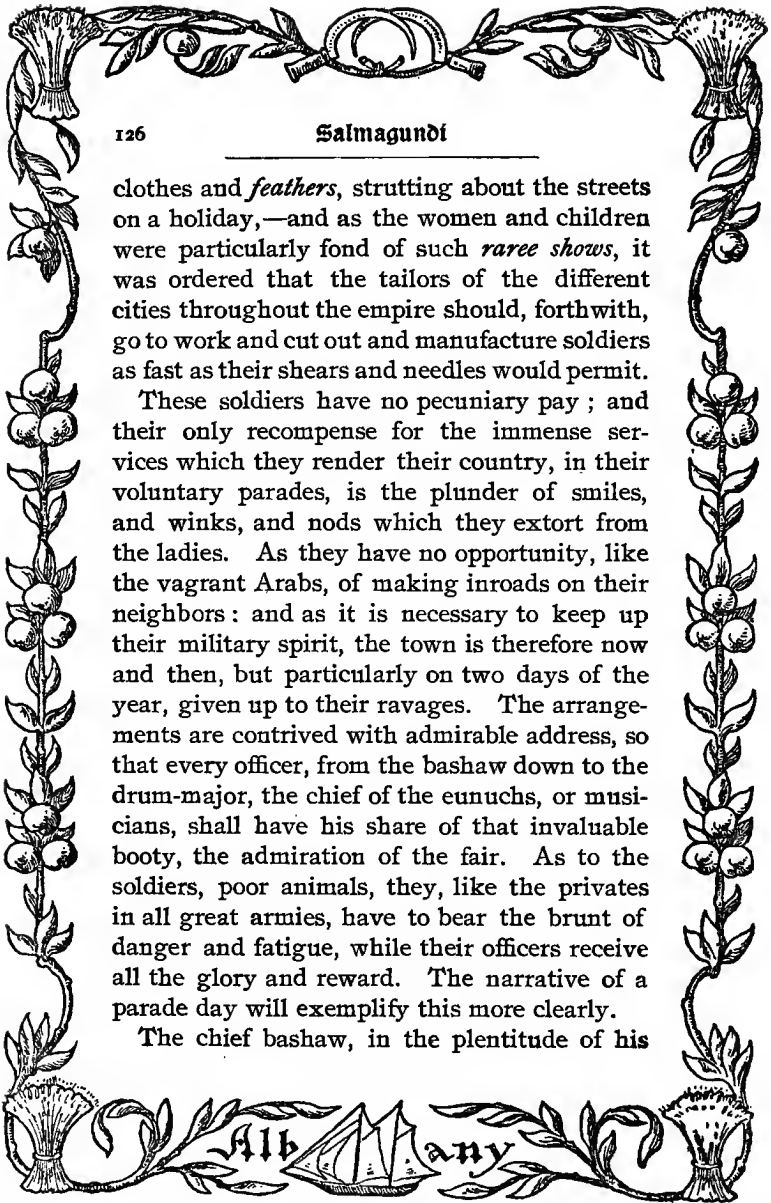 126 Salmagundi
clothes and feathers, strutting about the streets
on a holiday,—and as the women and children
were particularly fond of such raree shows, it
was ordered that the tailors of the different
cities throughout the empire should, forthwith,
go to work and cut out and manufacture soldiers
as fast as their shears and needles would permit.
These soldiers have no pecuniary pay ; and
their only recompense for the immense ser-
vices which they render their country, in their
voluntary parades, is the plunder of smiles,
and winks, and nods which they extort from
the ladies. As they have no opportunity, like
the vagrant Arabs, of making inroads on their
neighbors : and as it is necessary to keep up
their military spirit, the town is therefore now
and then, but particularly on two days of the
year, given up to their ravages. The arrange-
ments are contrived with admirable address, so
that every officer, from the bashaw down to the
drum-major, the chief of the eunuchs, or musi-
cians, shall have his share of that invaluable
booty, the admiration of the fair. As to the
soldiers, poor animals, they, like the privates
in all great armies, have to bear the brunt of
danger and fatigue, while their officers receive
all the glory and reward. The narrative of a
parade day will exemplify this more clearly.
The chief bashaw, in the plentitude of his
Alb any